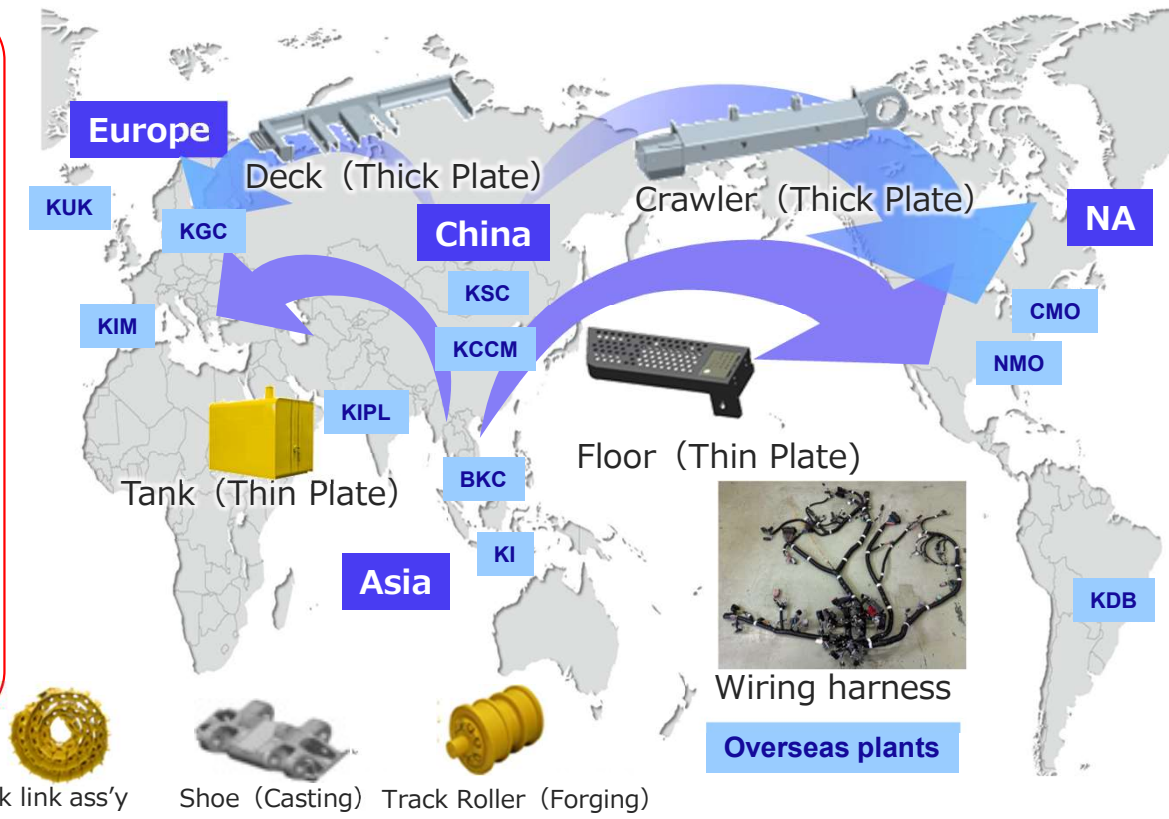 Europe
Deck（Thick Plate）
Crawler（Thick Plate）
KUK
KGC
China
NA
KSC
KIM
CMO
KCCM
NMO
KIPL
Floor（Thin Plate）
Tank（Thin Plate）
BKC
KI
Asia
KDB
Wiring harness
Overseas plants
k link ass’y
Shoe（Casting）
Track Roller（Forging）